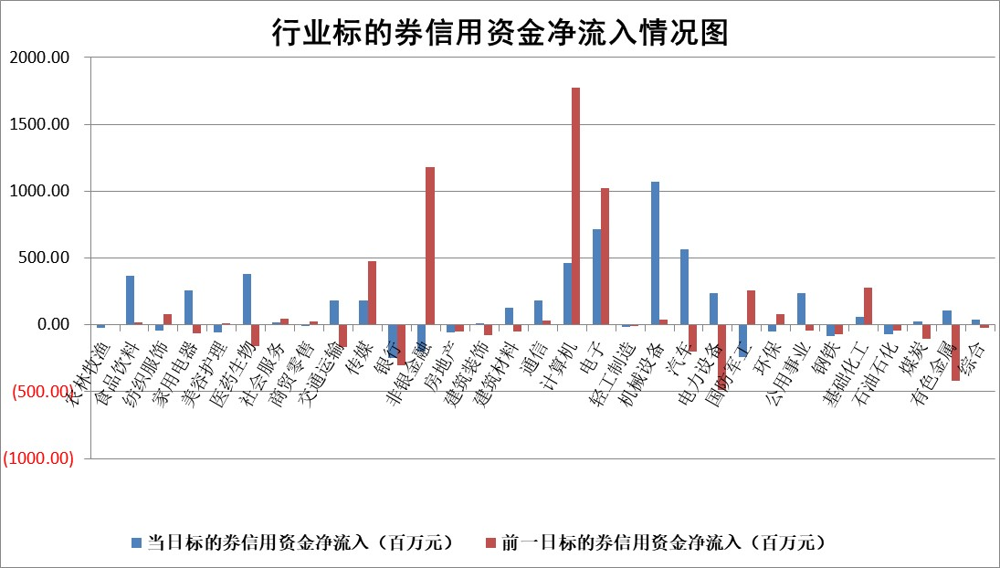 行业标的券信用资金净流入情况图
2000.00
1500.00
1000.00
500.00
0.00
(500.00)
(1000.00)
农林牧渔
食品饮料
纺织服饰
家用电器
美容护理
医药生物
社会服务
商贸零售
交通运输
传媒
银行
非银金融
房地产
建筑装饰
建筑材料
通信
计算机
电子
轻工制造
机械设备
汽车
电力设备
国防军工
环保
公用事业
钢铁
基础化工
石油石化
煤炭
有色金属
综合
当日标的券信用资金净流入（百万元）
前一日标的券信用资金净流入（百万元）